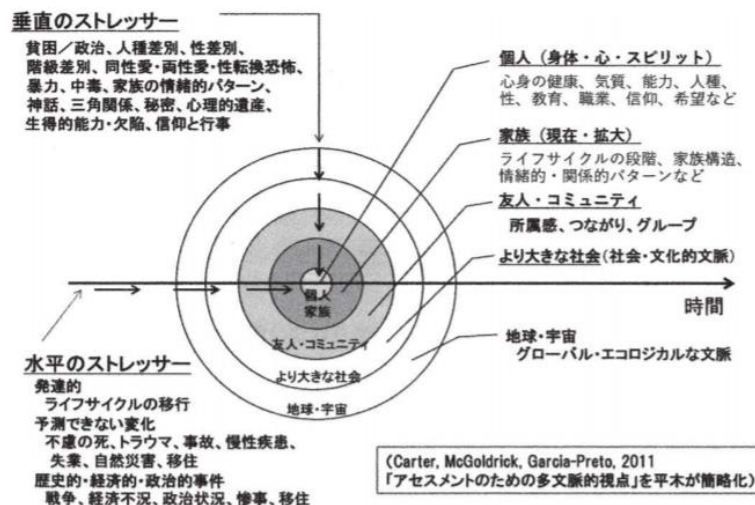 垂直のストレッサー
貧困／政治、人種差別、性差別、
階級差別、同性愛・両性愛・性転換恐怖、
暴力、中毒、家族の情緒的パターン、
神話、三角関係、秘密、心理的遺産、
生得的能力・欠陥、信仰と行事
個人（身体・心・スピリット）
心身の健康、気質、能力、人種、
性、教育、職業、信仰、希望など
家族（現在・拡大）
ライフサイクルの段階、家族構造、
情緒的・関係的パターンなど
友人・コミュニティ
所属感、つながり、グループ
より大きな社会(社会・文化的文脈)
時間
地球・宇宙
グローバル・エコロジカルな文脈
個人
家族
友人・コミュニティ
より大きな社会
地球・宇宙
水平のストレッサー
発達的
ライフサイクルの移行
予測できない変化
不慮の死、トラウマ、事故、慢性疾患、
失業、自然災害、移住
歴史的・経済的・政治的事件
戦争、経済不況、政治状況、惨事、移住
(Carter, McGoldrick, Garcia-Preto, 2011
「アセスメントのための多文脈的視点」を平木が簡略化)